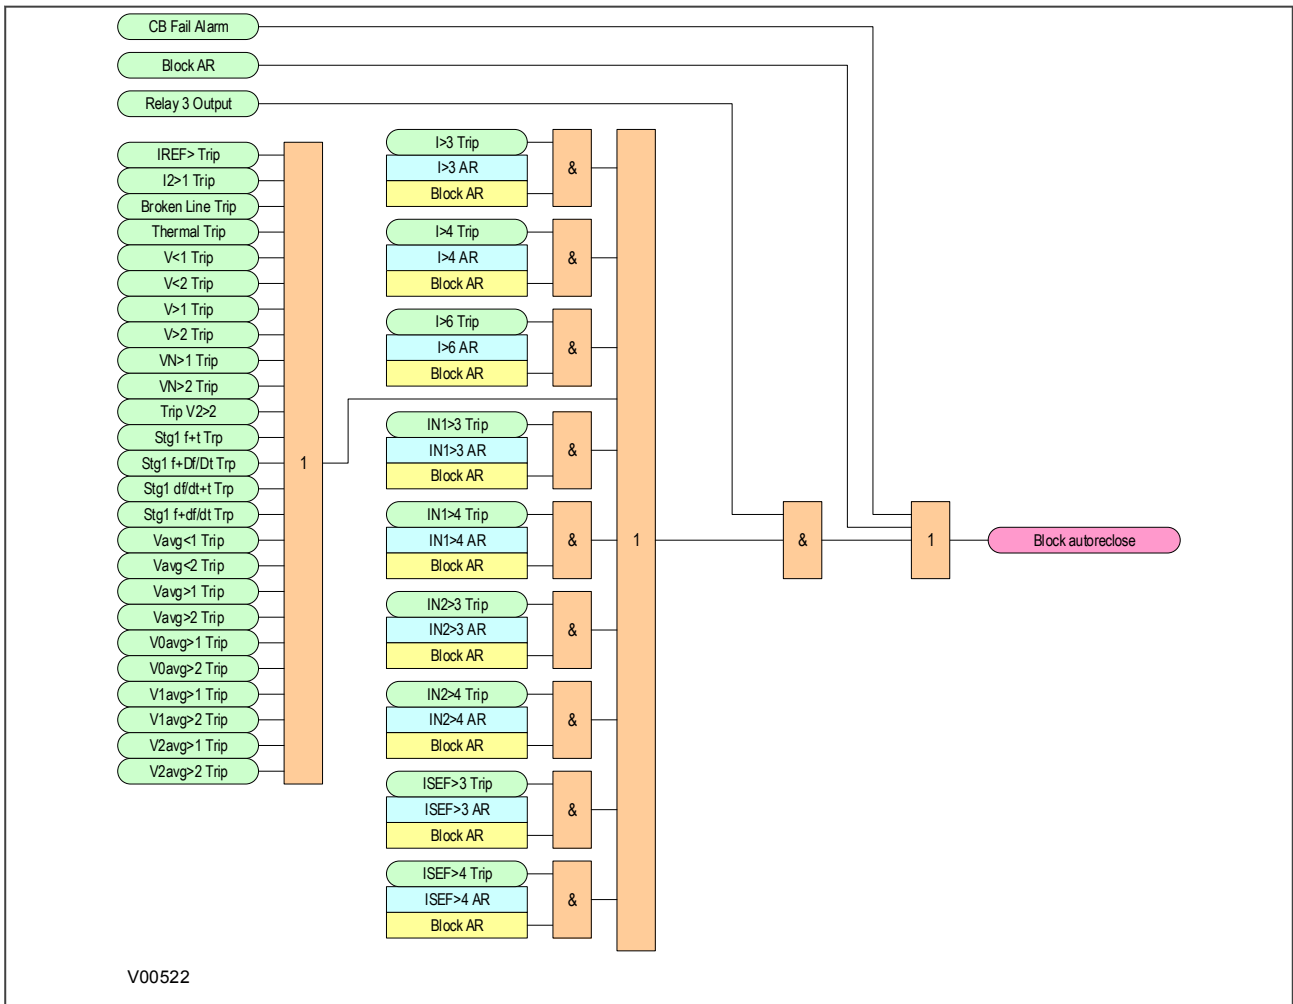 CB Fail Alarm
Block AR
Relay 3 Output
IREF> Trip
I2>1 Trip
Broken Line Trip
Thermal Trip
V<1 Trip
V<2 Trip
V>1 Trip
V>2 Trip
VN>1 Trip
VN>2 Trip
Trip V2>2
Stg1 f+t Trp
Stg1 f+Df/Dt Trp
Stg1 df/dt+t Trp
Stg1 f+df/dt Trp
Vavg<1 Trip
Vavg<2 Trip
Vavg>1 Trip
Vavg>2 Trip
V0avg>1 Trip
V0avg>2 Trip
V1avg>1 Trip
V1avg>2 Trip
V2avg>1 Trip
V2avg>2 Trip
1
I>3 Trip
I>3 AR
Block AR
&
I>4 Trip
I>4 AR
Block AR
&
I>6 Trip
I>6 AR
Block AR
&
IN1>3 Trip
IN1>3 AR
Block AR
&
IN1>4 Trip
IN1>4 AR
Block AR
&
IN2>3 Trip
IN2>3 AR
Block AR
&
IN2>4 Trip
IN2>4 AR
Block AR
&
ISEF>3 Trip
ISEF>3 AR
Block AR
&
ISEF>4 Trip
ISEF>4 AR
Block AR
&
1
&
1
Block autoreclose
V00522